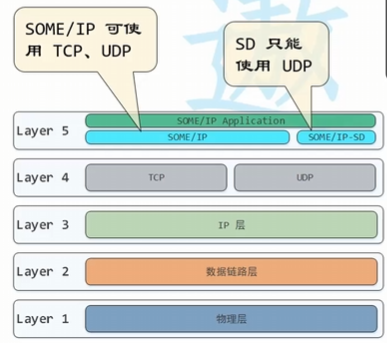 SOME/IP 可使
用 TCP、UDP
SD 只能
使用 UDP
Layer 5
SOME/IP Application
SOME/IP
SOME/IP-SD
Layer 4
TCP
UDP
Layer 3
IP 层
Layer 2
数据链路层
Layer 1
物理层